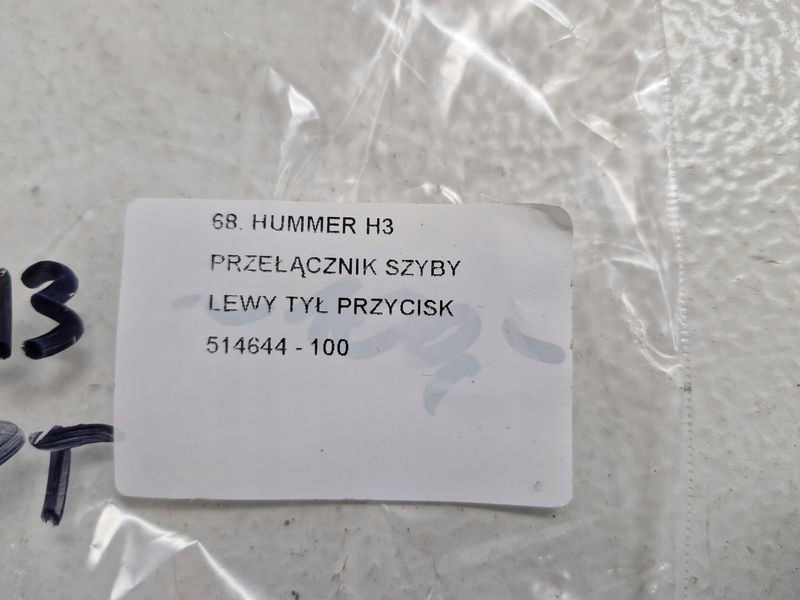 68. HUMMER H3
PRZEŁĄCZNIK SZYBY
LEWY TYŁ PRZYCISK
514644 - 100